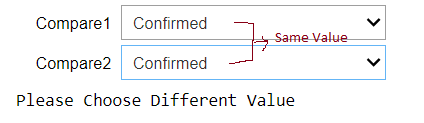 Compare1 Confirmed
Same Value
Compare2 Confirmed
Please Choose Different Value